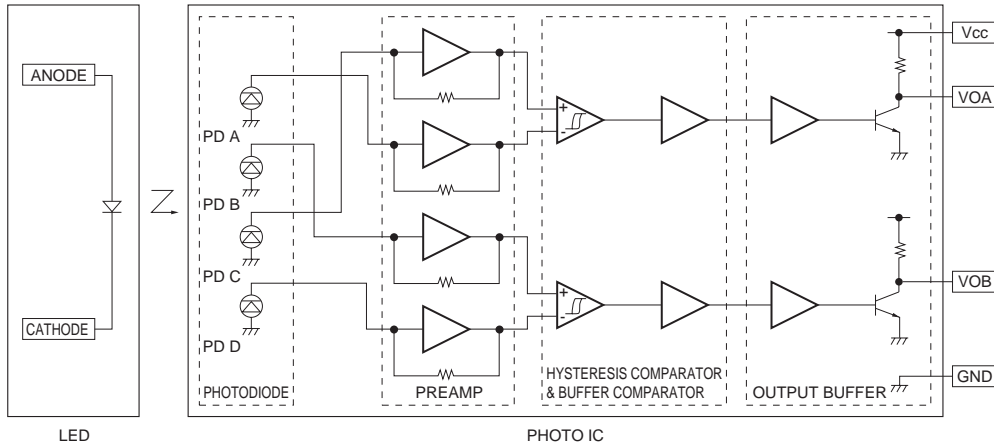 ANODE
CATHODE
LED
PD A
PD B
PD C
PD D
PHOTODIODE
PREAMP
+
-
+
-
HYSTERESIS COMPARATOR
& BUFFER COMPARATOR
OUTPUT BUFFER
Vcc
VOA
VOB
GND
PHOTO IC